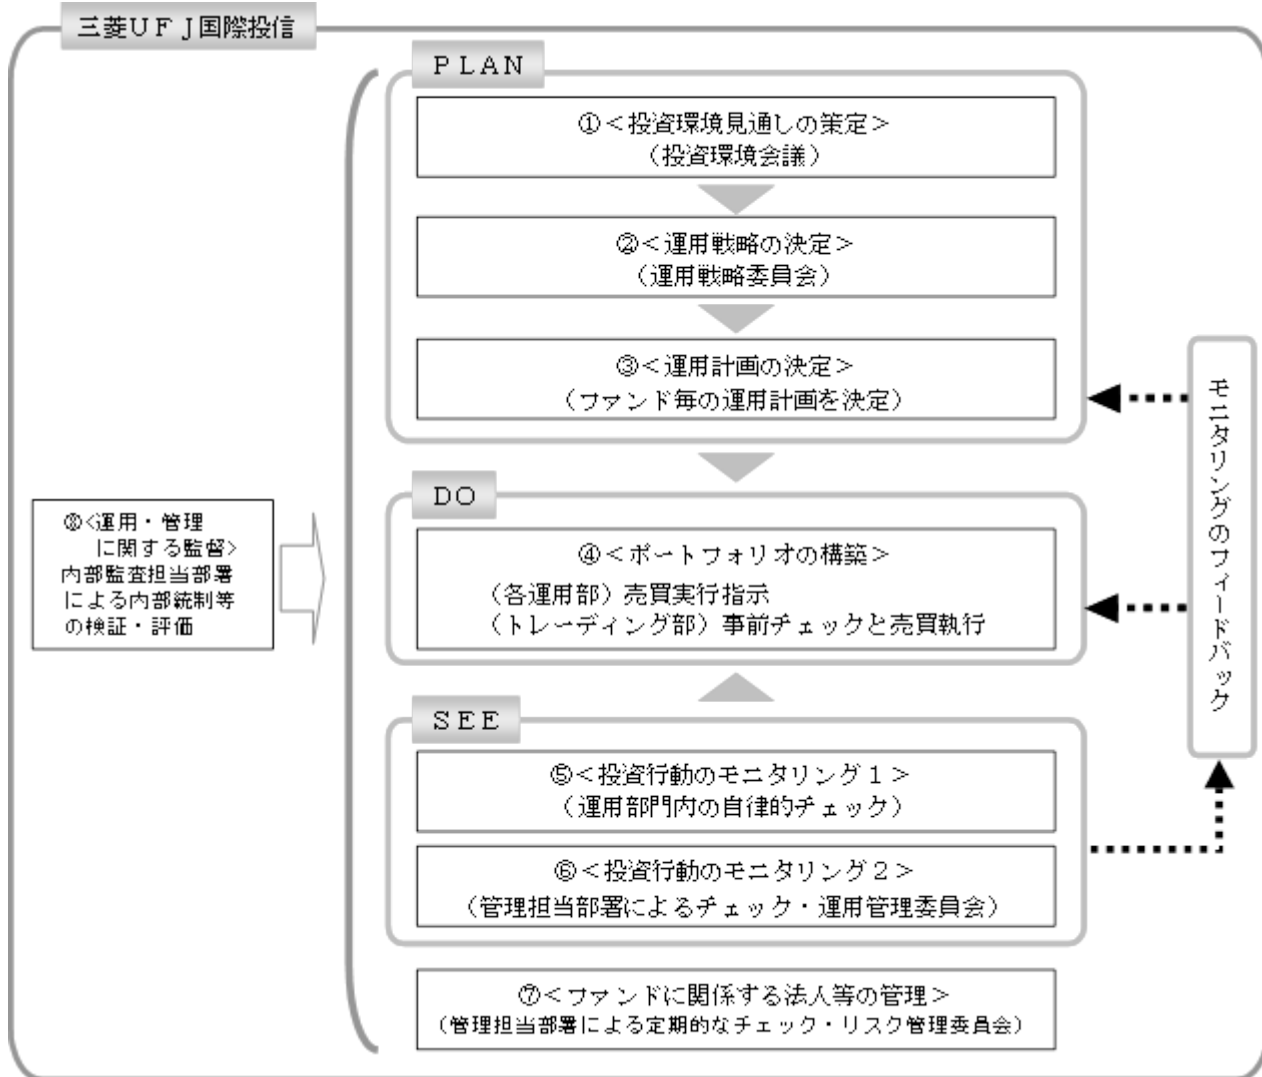 三菱ＵＦＪ国際投信
ＰＬＡＮ
①＜投資環境見通しの策定＞
（投資環境会議）
②＜運用戦略の決定＞
（運用戦略委員会）
③＜運用計画の決定＞
（ファンド毎の運用計画を決定）
ＤＯ
④＜ポートフォリオの構築＞
（各運用部）売買実行指示
（トレーディング部）事前チェックと売買執行
ＳＥＥ
⑤＜投資行動のモニタリング１＞
（運用部門内の自律的チェック）
⑥＜投資行動のモニタリング２＞
（管理担当部署によるチェック・運用管理委員会）
⑦＜ファンドに関係する法人等の管理＞
（管理担当部署による定期的なチェック・リスク管理委員会）
⑧<運用・管理
に関する監督>
内部監査担当部署
による内部統制等
の検証・評価
モニタリングのフィードバック